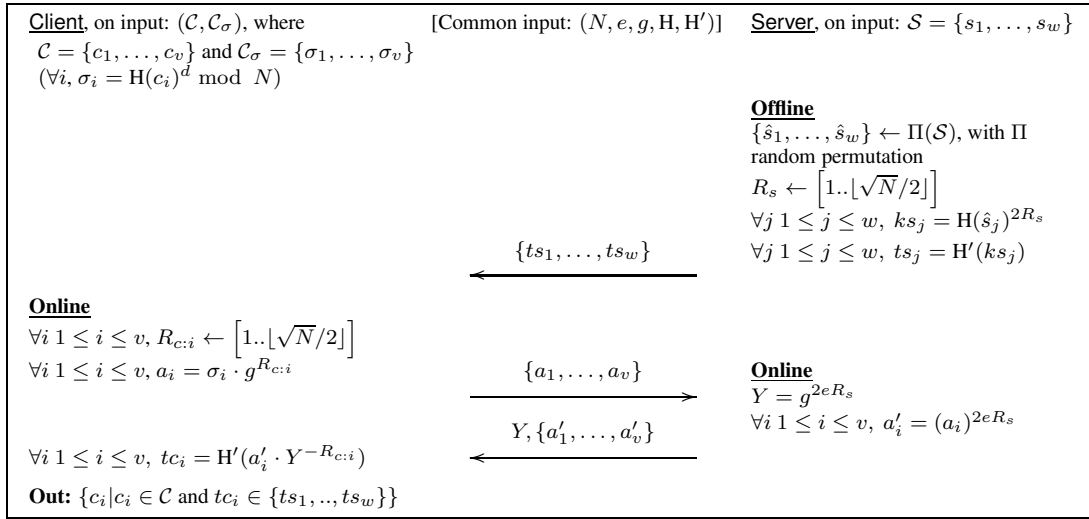 Client, on input: (𝒞, 𝒞_σ), where
𝒞 = {c_1, . . . , c_v} and 𝒞_σ = {σ_1, . . . , σ_v}
(∀i, σ_i = H(c_i)^d mod N)
[Common input: (N, e, g, H, H′)]
Server, on input: 𝒮 = {s_1, . . . , s_w}
Offline
{ŝ_1, . . . , ŝ_w} ← Π(𝒮), with Π
random permutation
R_s ← [1..⌊√N/2⌋]
∀j 1 ≤ j ≤ w, ks_j = H(ŝ_j)^{2R_s}
∀j 1 ≤ j ≤ w, ts_j = H′(ks_j)
{ts_1, . . . , ts_w}
Online
∀i 1 ≤ i ≤ v, R_{c:i} ← [1..⌊√N/2⌋]
∀i 1 ≤ i ≤ v, a_i = σ_i · g^{R_{c:i}}
{a_1, . . . , a_v}
Online
Y = g^{2eR_s}
∀i 1 ≤ i ≤ v, a′_i = (a_i)^{2eR_s}
Y, {a′_1, . . . , a′_v}
∀i 1 ≤ i ≤ v, tc_i = H′(a′_i · Y^{−R_{c:i}})
Out: {c_i|c_i ∈ 𝒞 and tc_i ∈ {ts_1, .., ts_w}}